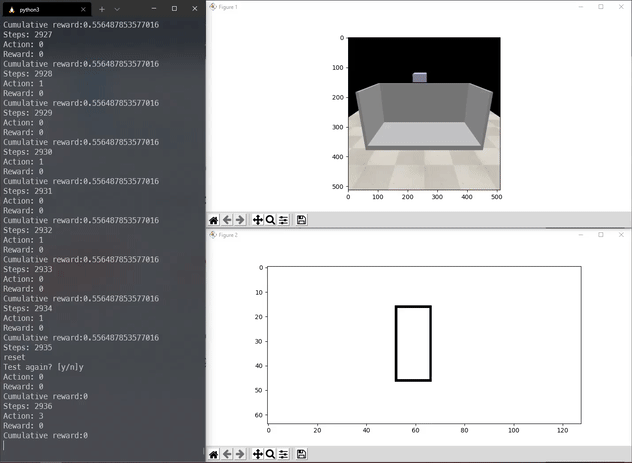 python3
Cumulative reward:0.556487853577016
Steps: 2927
Action: 0
Reward: 0
Cumulative reward:0.556487853577016
Steps: 2928
Action: 1
Reward: 0
Cumulative reward:0.556487853577016
Steps: 2929
Action: 0
Reward: 0
Cumulative reward:0.556487853577016
Steps: 2930
Action: 1
Reward: 0
Cumulative reward:0.556487853577016
Steps: 2931
Action: 0
Reward: 0
Cumulative reward:0.556487853577016
Steps: 2932
Action: 1
Reward: 0
Cumulative reward:0.556487853577016
Steps: 2933
Action: 0
Reward: 0
Cumulative reward:0.556487853577016
Steps: 2934
Action: 1
Reward: 0
Cumulative reward:0.556487853577016
Steps: 2935
reset
Test again? [y/n]y
Action: 0
Reward: 0
Cumulative reward:0
Steps: 2936
Action: 3
Reward: 0
Cumulative reward:0
Figure 1
0
100
200
300
400
500
0 100 200 300 400 500
Figure 2
0
10
20
30
40
50
60
0 20 40 60 80 100 120